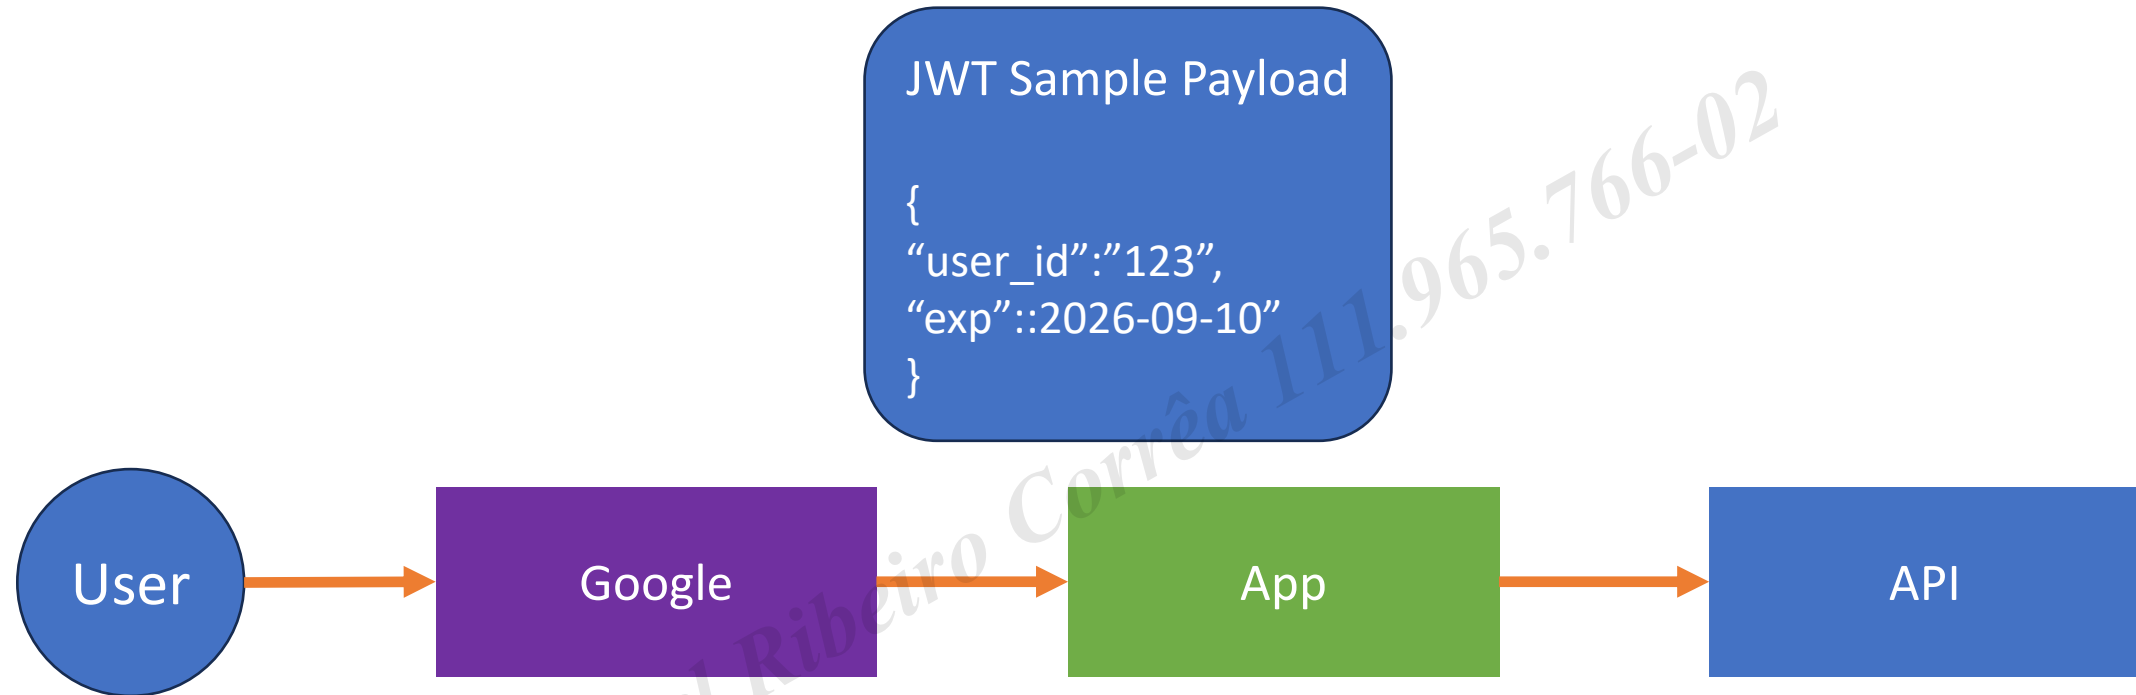 JWT Sample Payload
{
“user_id”:”123”,
“exp”::2026-09-10”
}
User
Google
App
API
Ribeiro Corrêa 111.965.766-02